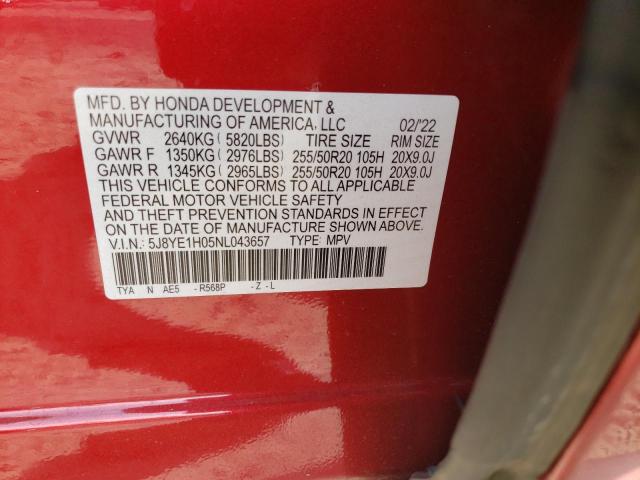 MFD. BY HONDA DEVELOPMENT &
MANUFACTURING OF AMERICA, LLC 02/'22
GVWR 2640KG ( 5820LBS) TIRE SIZE RIM SIZE
GAWR F 1350KG ( 2976LBS) 255/50R20 105H 20X9.0J
GAWR R 1345KG ( 2965LBS) 255/50R20 105H 20X9.0J
THIS VEHICLE CONFORMS TO ALL APPLICABLE
FEDERAL MOTOR VEHICLE SAFETY
AND THEFT PREVENTION STANDARDS IN EFFECT
ON THE DATE OF MANUFACTURE SHOWN ABOVE.
V.I.N.: 5J8YE1H05NL043657 TYPE: MPV
TYA N AE5 - R568P - Z - L